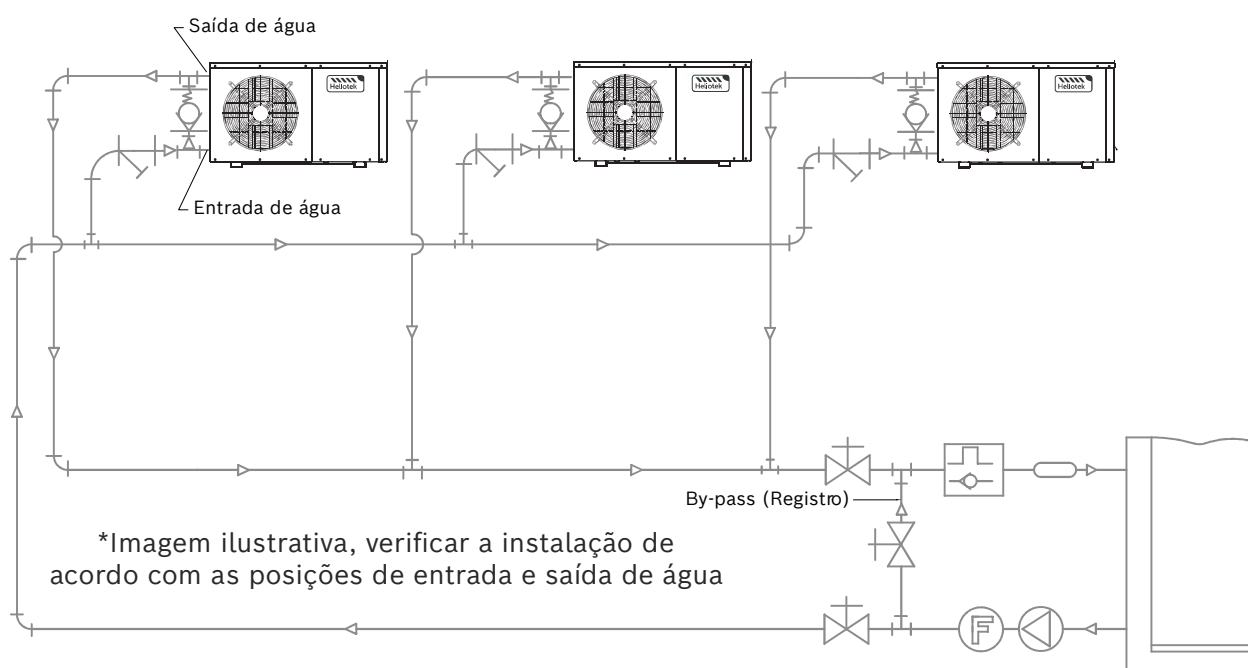 Saída de água
Heliotek
Heliotek
Heliotek
Entrada de água
By-pass (Registro)
*Imagem ilustrativa, verificar a instalação de
acordo com as posições de entrada e saída de água
F